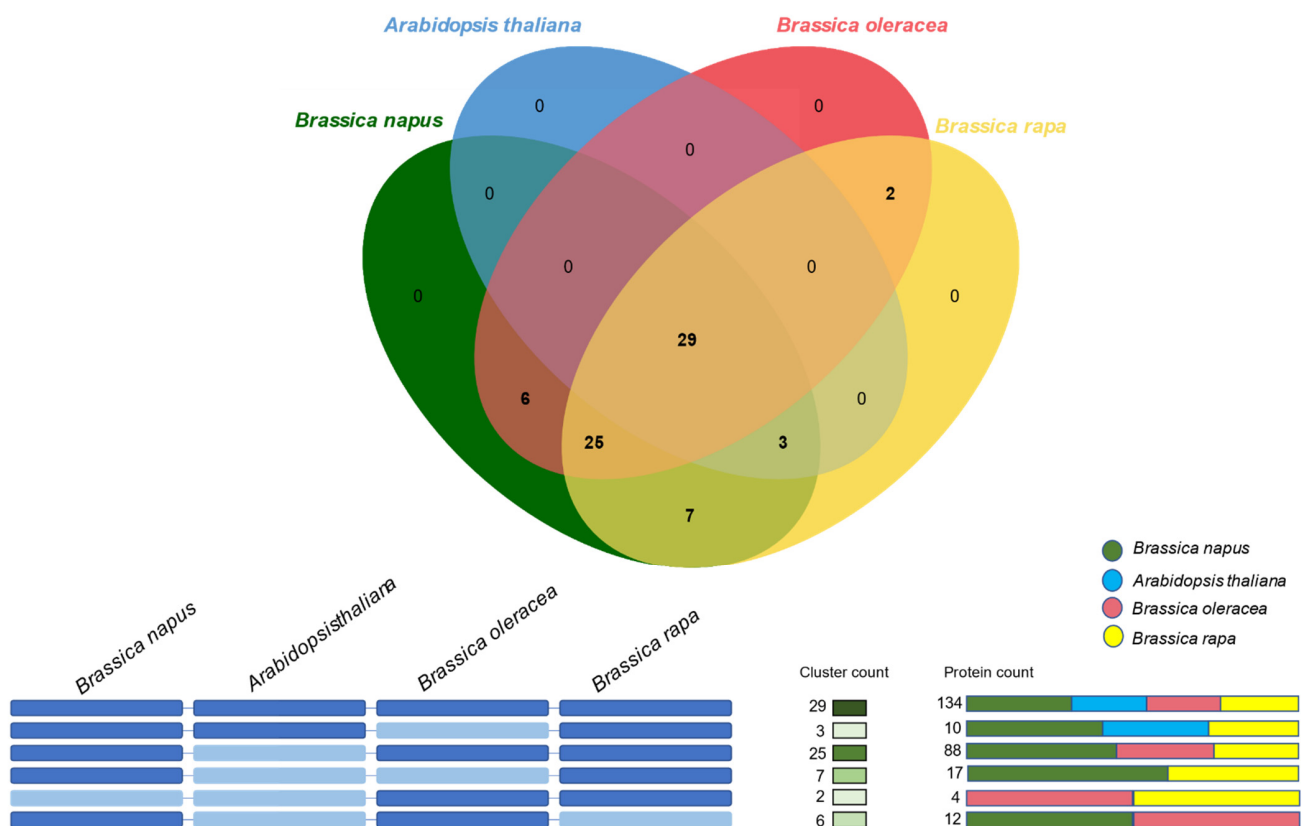 Arabidopsis thaliana
Brassica oleracea
Brassica napus
Brassica rapa
0
0
0
0
2
0
0
0
0
0
29
6
0
25
3
7
Brassica napus
Arabidopsis thaliana
Brassica oleracea
Brassica rapa
Brassica napus
Arabidopsisthaliana
Brassica oleracea
Brassica rapa
Cluster count
Protein count
29
134
3
10
25
88
7
17
2
4
6
12